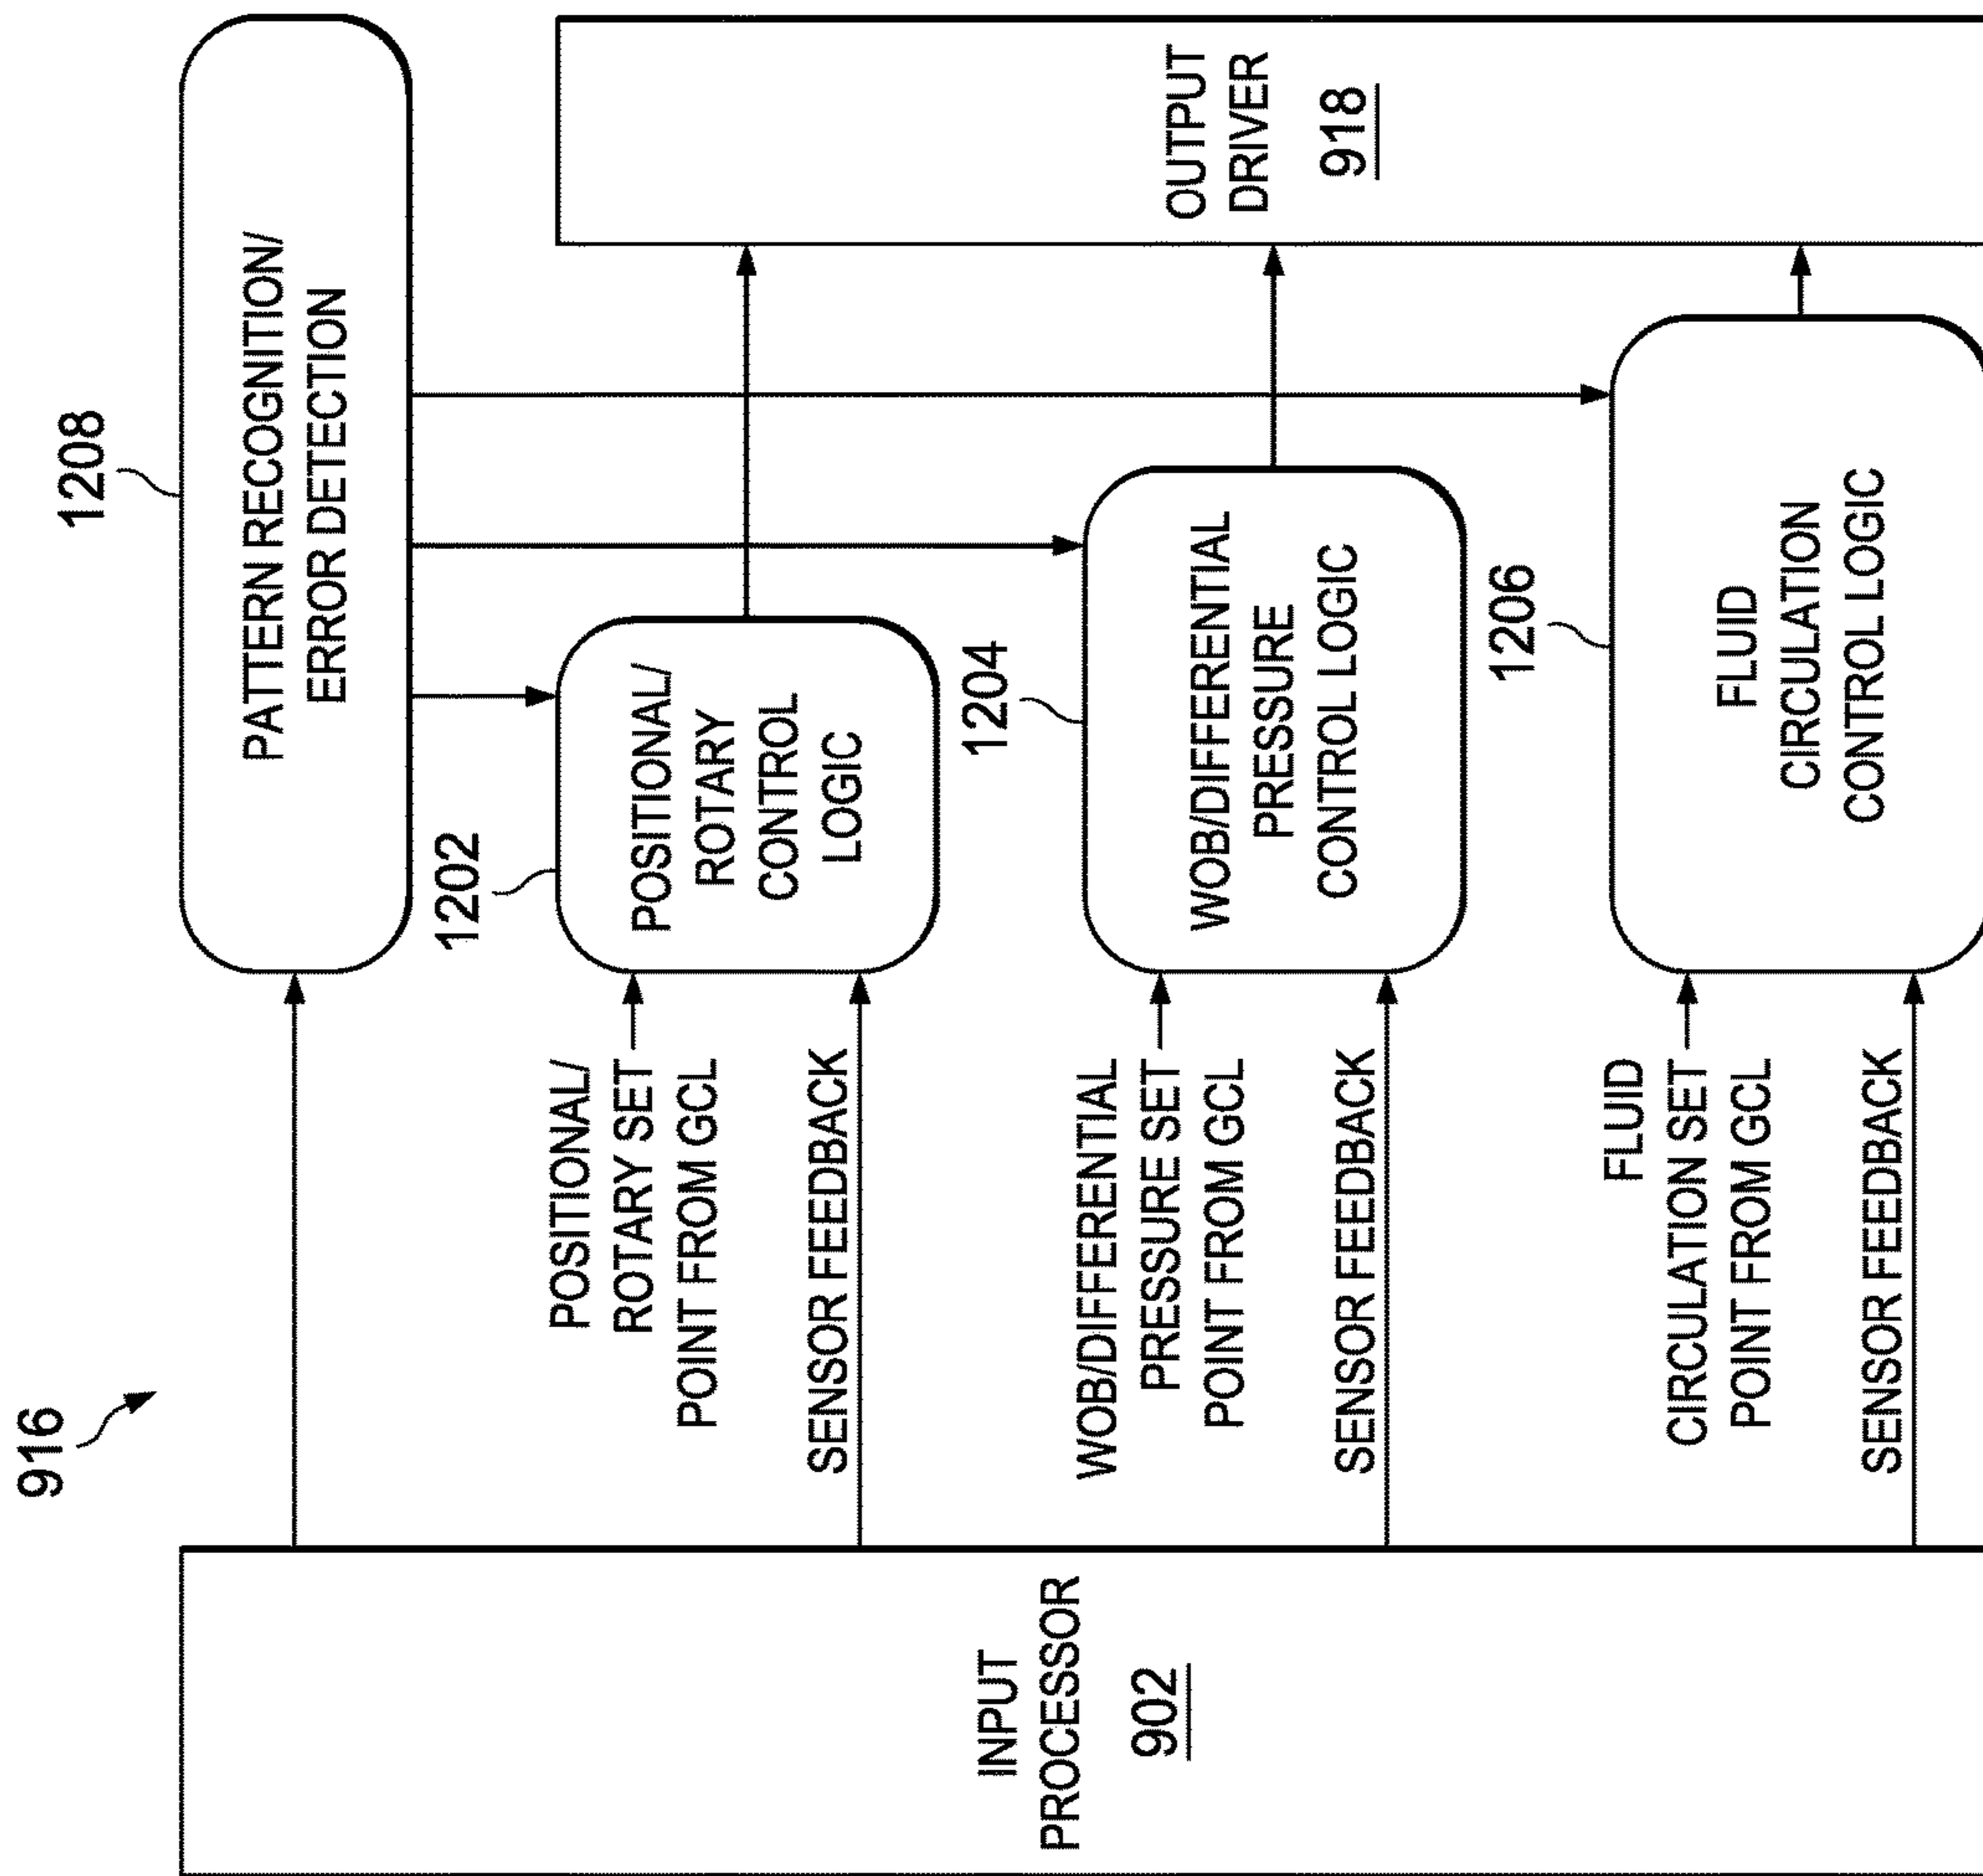 916
INPUT
PROCESSOR
902
1208
PATTERN RECOGNITION/
ERROR DETECTION
POSITIONAL/
ROTARY SET
POINT FROM GCL
SENSOR FEEDBACK
1202
POSITIONAL/
ROTARY
CONTROL
LOGIC
WOB/DIFFERENTIAL
PRESSURE SET
POINT FROM GCL
SENSOR FEEDBACK
1204
WOB/DIFFERENTIAL
PRESSURE
CONTROL LOGIC
FLUID
CIRCULATION SET
POINT FROM GCL
SENSOR FEEDBACK
1206
FLUID
CIRCULATION
CONTROL LOGIC
OUTPUT
DRIVER
918